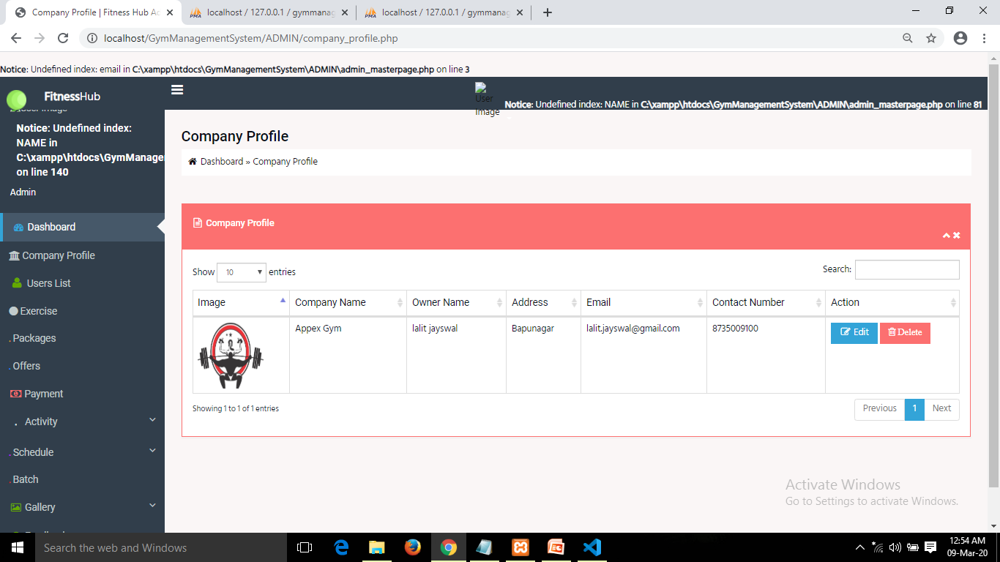 Company Profile | Fitness Hub Ad
localhost / 127.0.0.1 / gymmanag
localhost / 127.0.0.1 / gymmanag
localhost/GymManagementSystem/ADMIN/company_profile.php
Notice: Undefined index: email in C:\xampp\htdocs\GymManagementSystem\ADMIN\admin_masterpage.php on line 3
FitnessHub
User Image
Notice: Undefined index: NAME in C:\xampp\htdocs\GymManagementSystem\ADMIN\admin_masterpage.php on line 81
User Image
Notice: Undefined index:
NAME in
C:\xampp\htdocs\GymManage
on line 140
Admin
Dashboard
Company Profile
Users List
Exercise
Packages
Offers
Payment
Activity
Schedule
Batch
Gallery
Company Profile
Dashboard » Company Profile
Company Profile
Show 10 entries
Search:
Image Company Name Owner Name Address Email Contact Number Action
Appex Gym lalit jayswal Bapunagar lalit.jayswal@gmail.com 8735009100 Edit Delete
Showing 1 to 1 of 1 entries
Previous 1 Next
Activate Windows
Go to Settings to activate Windows.
Search the web and Windows
12:54 AM
09-Mar-20